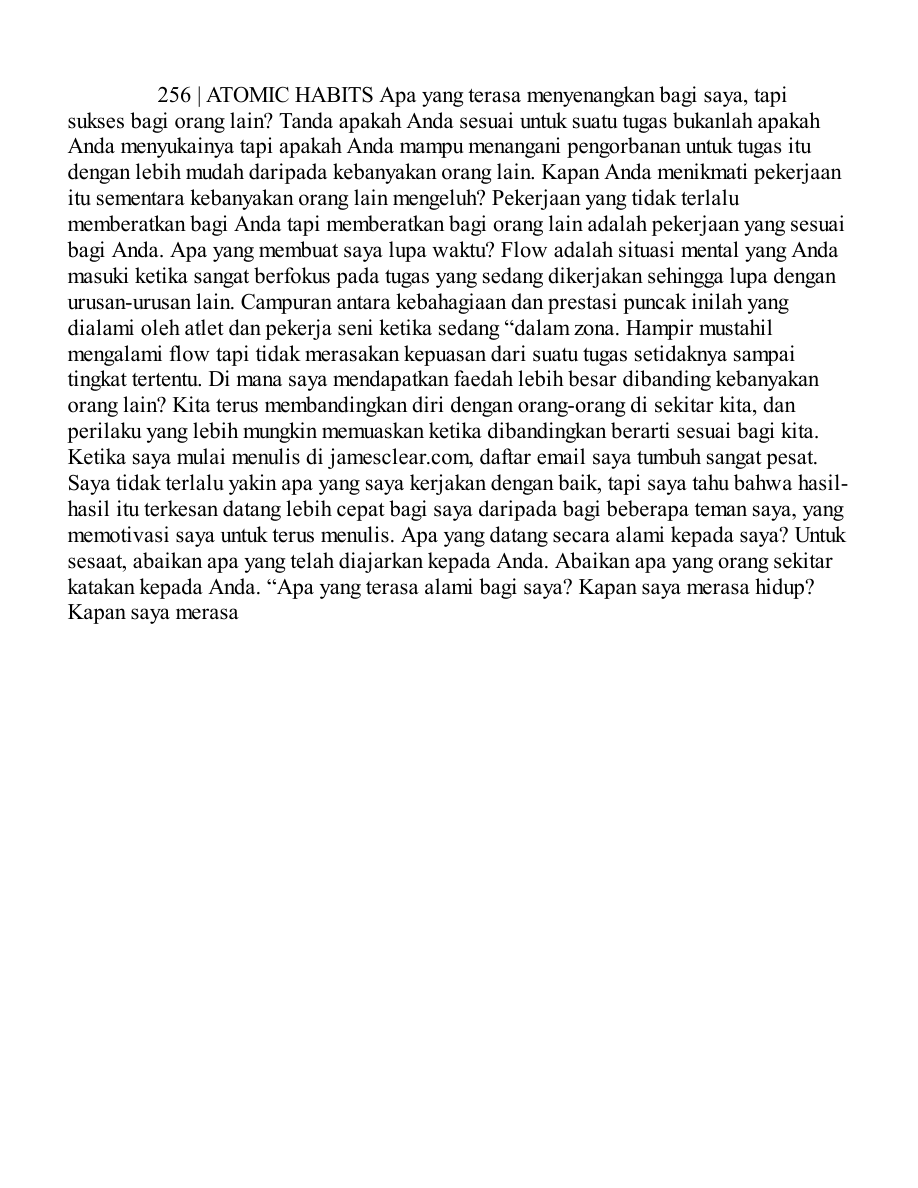 256 | ATOMIC HABITS Apa yang terasa menyenangkan bagi saya, tapi
sukses bagi orang lain? Tanda apakah Anda sesuai untuk suatu tugas bukanlah apakah
Anda menyukainya tapi apakah Anda mampu menangani pengorbanan untuk tugas itu
dengan lebih mudah daripada kebanyakan orang lain. Kapan Anda menikmati pekerjaan
itu sementara kebanyakan orang lain mengeluh? Pekerjaan yang tidak terlalu
memberatkan bagi Anda tapi memberatkan bagi orang lain adalah pekerjaan yang sesuai
bagi Anda. Apa yang membuat saya lupa waktu? Flow adalah situasi mental yang Anda
masuki ketika sangat berfokus pada tugas yang sedang dikerjakan sehingga lupa dengan
urusan-urusan lain. Campuran antara kebahagiaan dan prestasi puncak inilah yang
dialami oleh atlet dan pekerja seni ketika sedang “dalam zona. Hampir mustahil
mengalami flow tapi tidak merasakan kepuasan dari suatu tugas setidaknya sampai
tingkat tertentu. Di mana saya mendapatkan faedah lebih besar dibanding kebanyakan
orang lain? Kita terus membandingkan diri dengan orang-orang di sekitar kita, dan
perilaku yang lebih mungkin memuaskan ketika dibandingkan berarti sesuai bagi kita.
Ketika saya mulai menulis di jamesclear.com, daftar email saya tumbuh sangat pesat.
Saya tidak terlalu yakin apa yang saya kerjakan dengan baik, tapi saya tahu bahwa hasil-
hasil itu terkesan datang lebih cepat bagi saya daripada bagi beberapa teman saya, yang
memotivasi saya untuk terus menulis. Apa yang datang secara alami kepada saya? Untuk
sesaat, abaikan apa yang telah diajarkan kepada Anda. Abaikan apa yang orang sekitar
katakan kepada Anda. “Apa yang terasa alami bagi saya? Kapan saya merasa hidup?
Kapan saya merasa